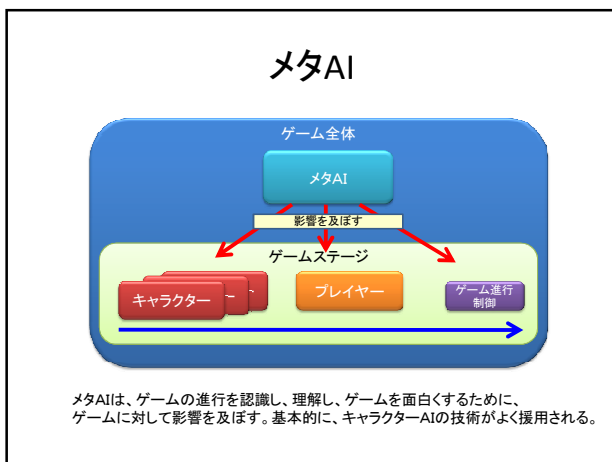 メタAI
ゲーム全体
メタAI
影響を及ぼす
ゲームステージ
キャラクター
プレイヤー
ゲーム進行
制御
メタAIは、ゲームの進行を認識し、理解し、ゲームを面白くするために、
ゲームに対して影響を及ぼす。基本的に、キャラクターAIの技術がよく援用される。